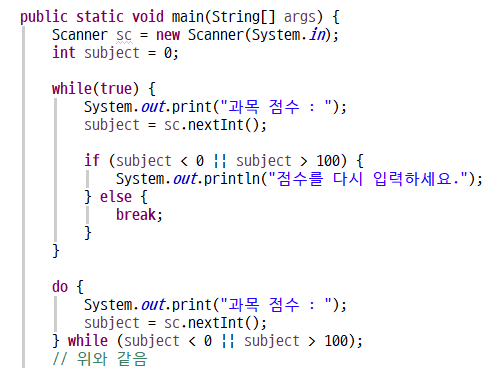 public static void main(String[] args) {
Scanner sc = new Scanner(System.in);
int subject = 0;
while(true) {
System.out.print("과목 점수 : ");
subject = sc.nextInt();
if (subject < 0 || subject > 100) {
System.out.println("점수를 다시 입력하세요.");
} else {
break;
}
}
do {
System.out.print("과목 점수 : ");
subject = sc.nextInt();
} while (subject < 0 || subject > 100);
// 위와 같음